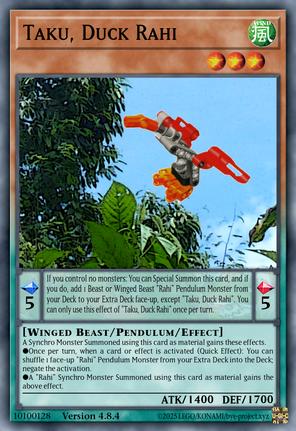 TAKU, DUCK RAHI
WIND
風
If you control no monsters: You can Special Summon this card, and if
you do, add 1 Beast or Winged Beast "Rahi" Pendulum Monster from
your Deck to your Extra Deck face-up, except "Taku, Duck Rahi". You
can only use this effect of "Taku, Duck Rahi" once per turn.
5
5
[WINGED BEAST/PENDULUM/EFFECT]
A Synchro Monster Summoned using this card as material gains these effects.
●Once per turn, when a card or effect is activated (Quick Effect): You can
shuffle 1 face-up "Rahi" Pendulum Monster from your Extra Deck into the Deck;
negate the activation.
●A "Rahi" Synchro Monster Summoned using this card as material gains the
above effect.
ATK/1400 DEF/1700
10100128 Version 4.8.4 ©2025 LEGO/KONAMI/bye-project.xyz